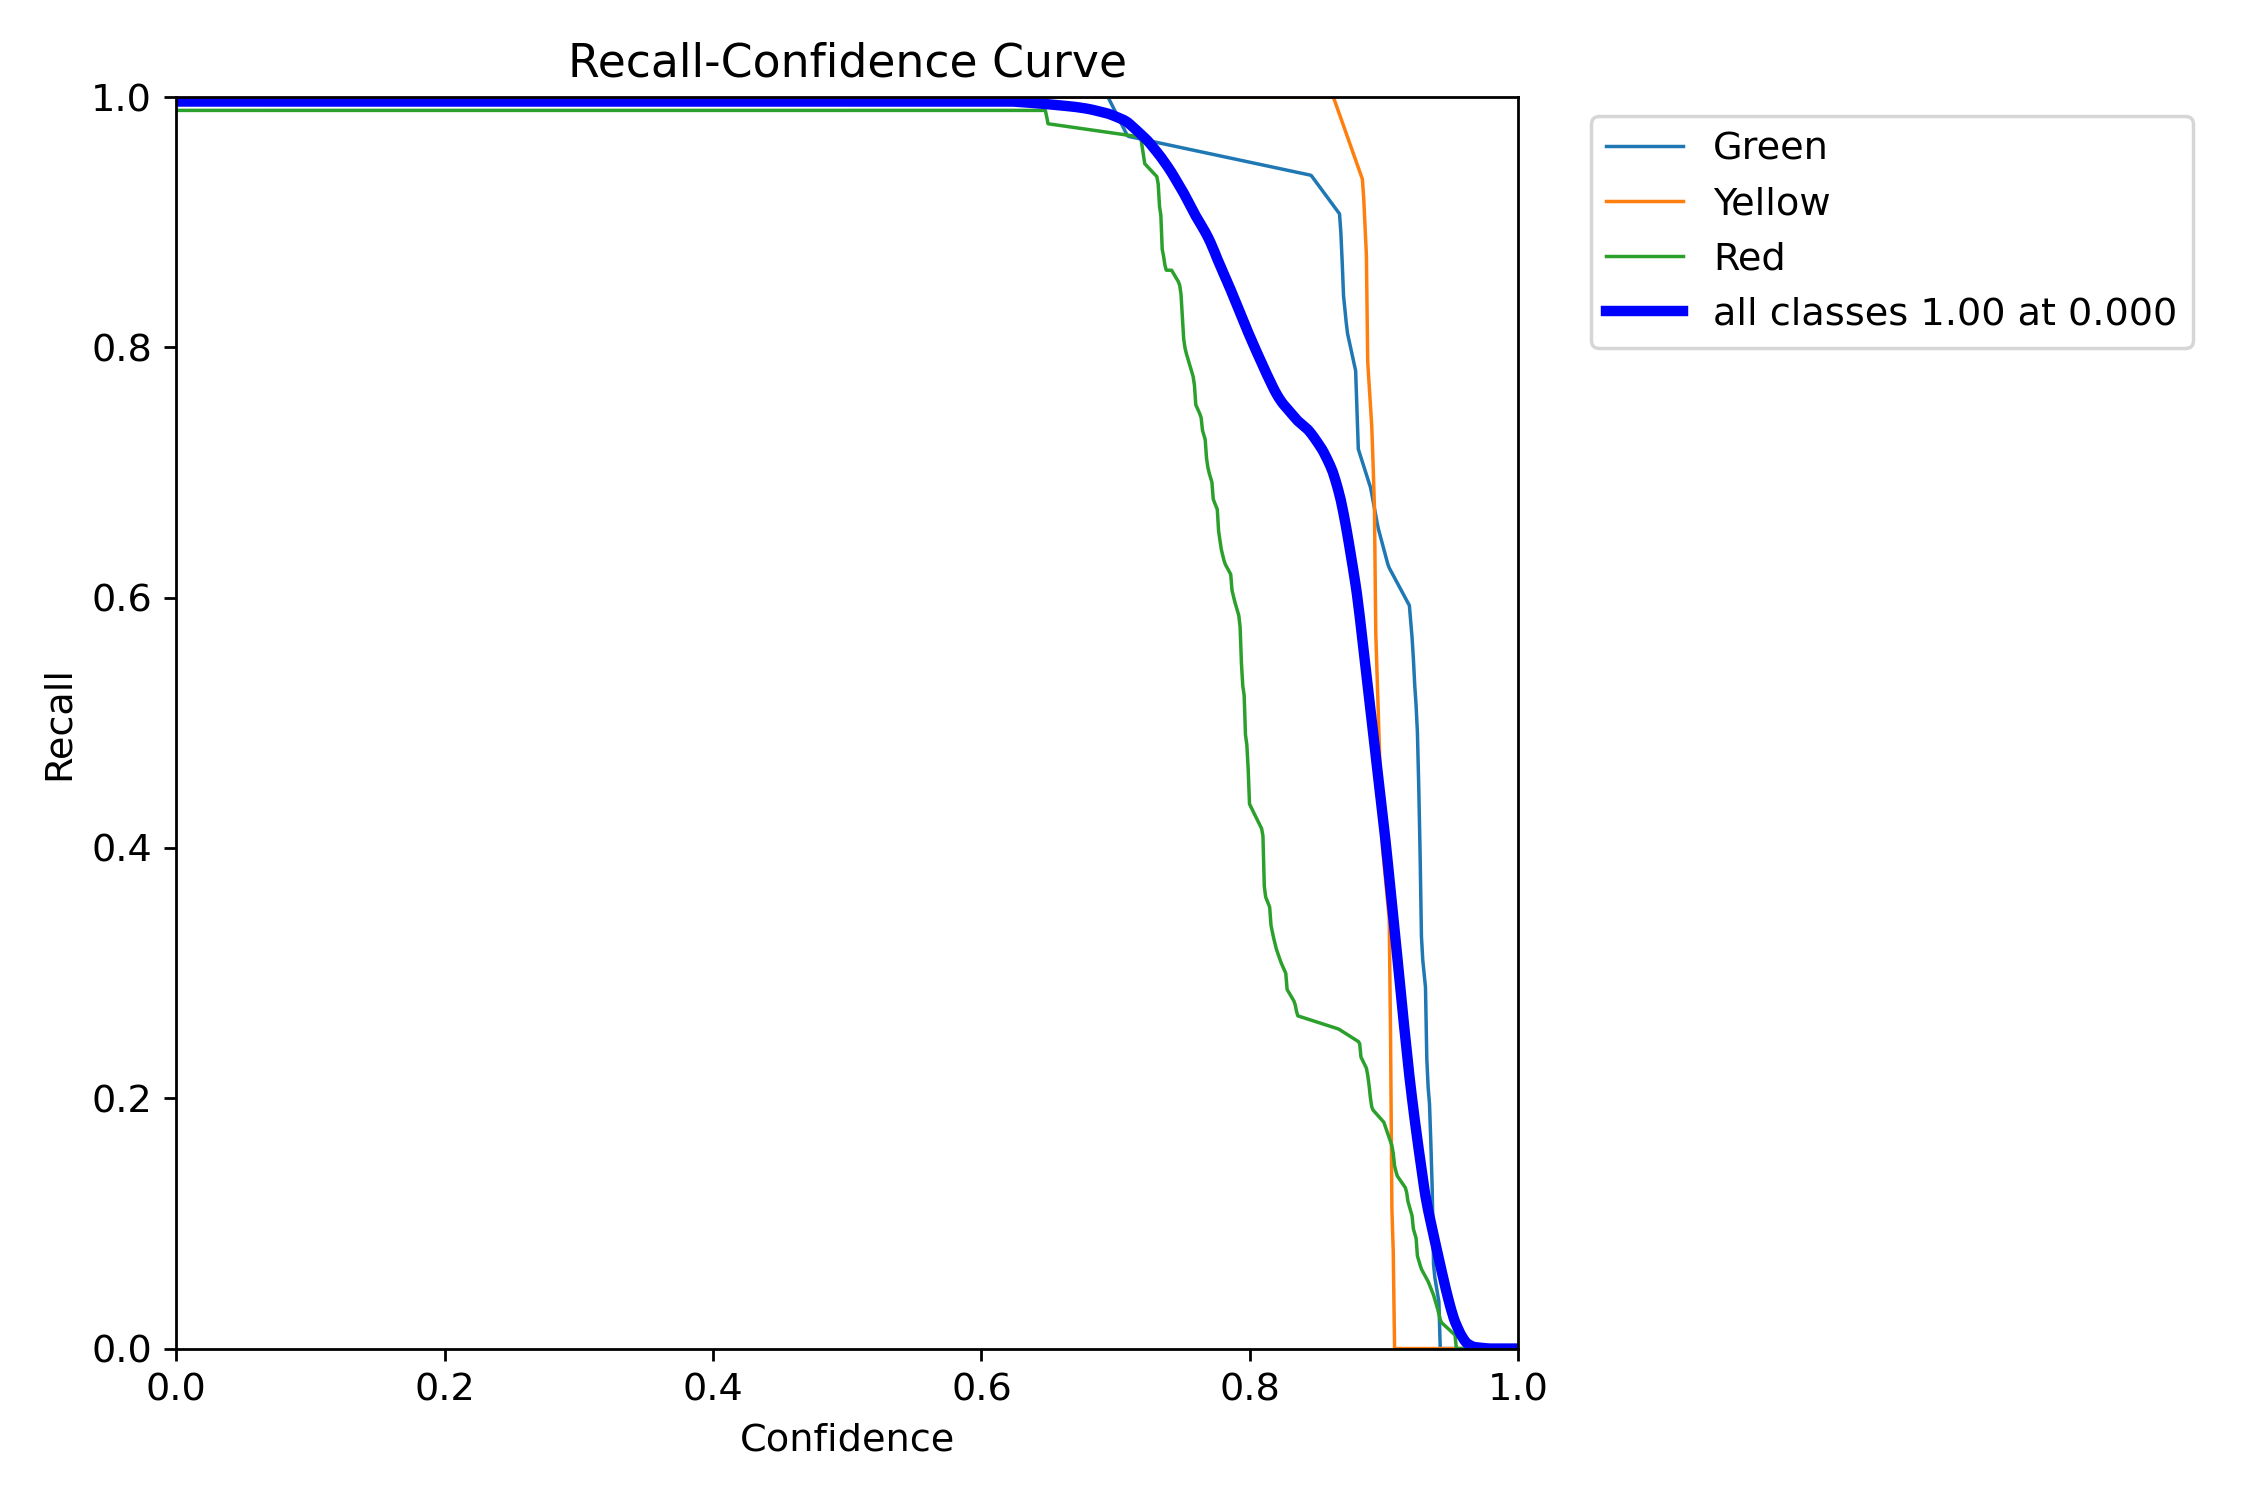 Recall-Confidence Curve
1.0
0.8
0.6
0.4
0.2
0.0
Recall
0.0 0.2 0.4 0.6 0.8 1.0
Confidence
Green
Yellow
Red
all classes 1.00 at 0.000